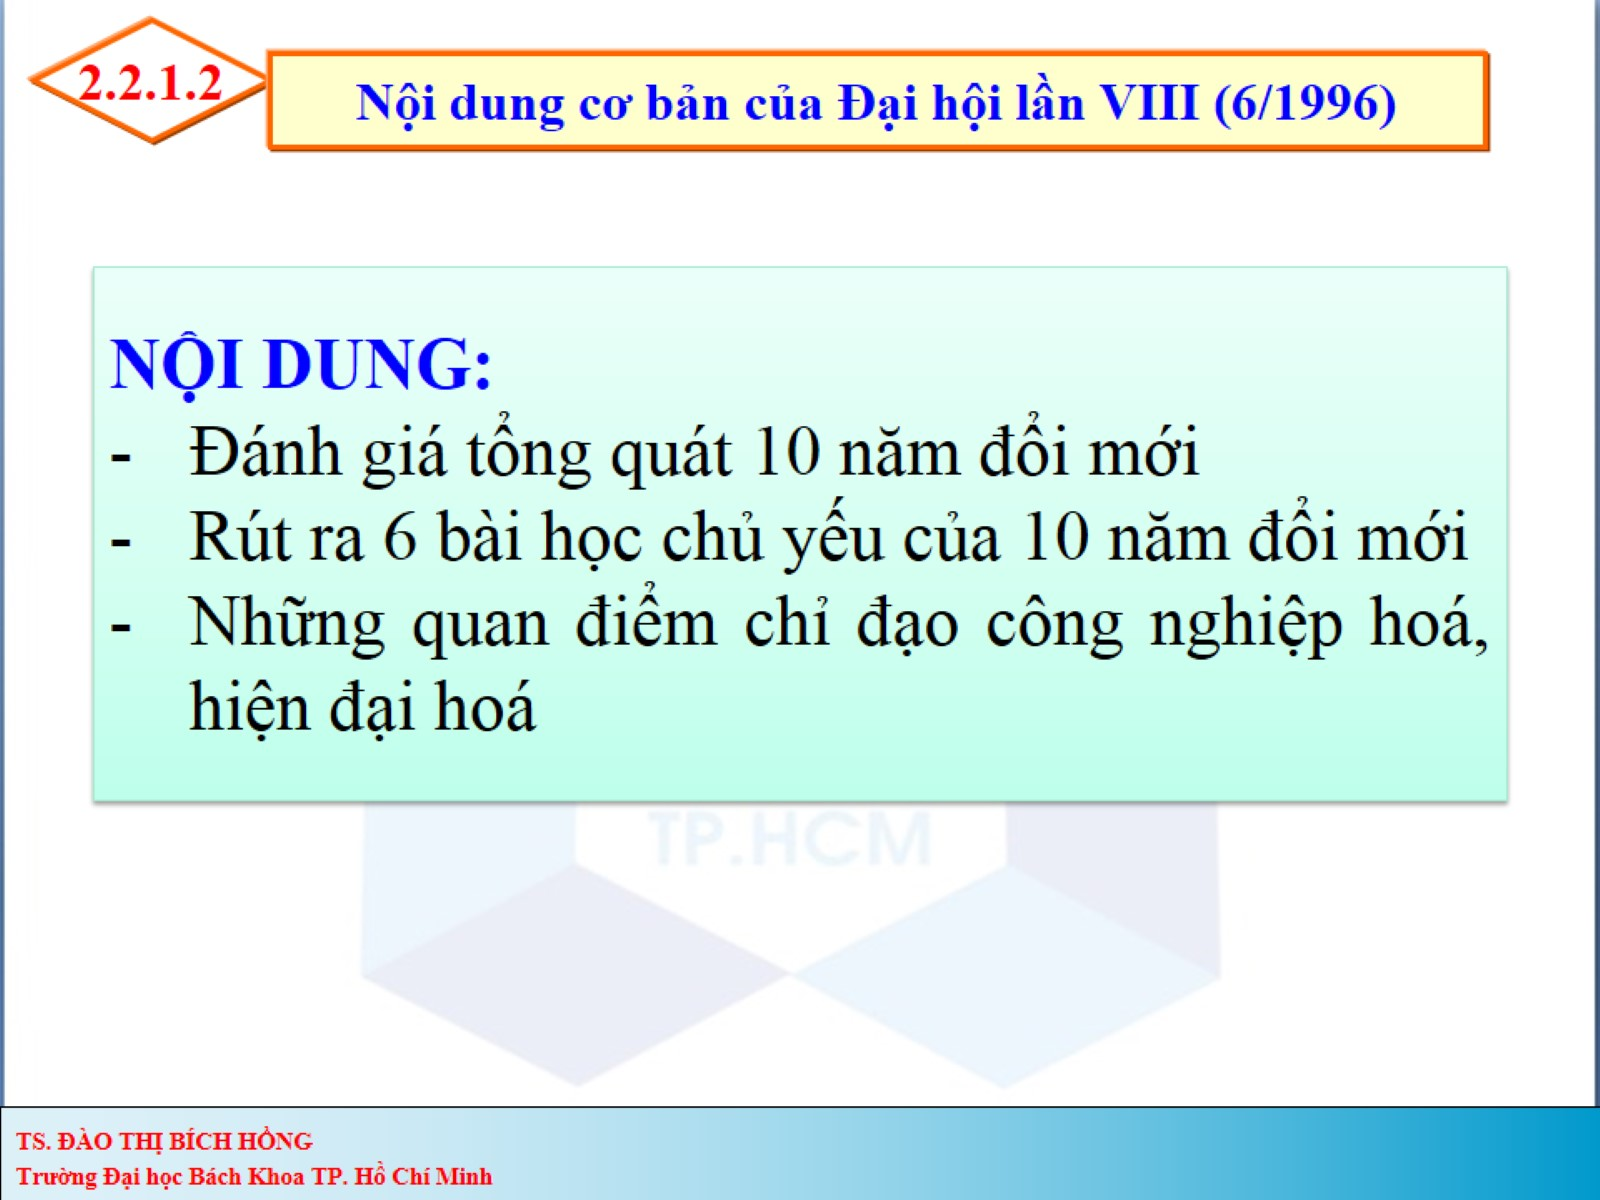 2.2.1.2
Nội dung cơ bản của Đại hội lần VIII (6/1996)
NỘI DUNG:
- Đánh giá tổng quát 10 năm đổi mới
- Rút ra 6 bài học chủ yếu của 10 năm đổi mới
- Những quan điểm chỉ đạo công nghiệp hoá,
hiện đại hoá
TP.HCM
TS. ĐÀO THỊ BÍCH HỒNG
Trường Đại học Bách Khoa TP. Hồ Chí Minh